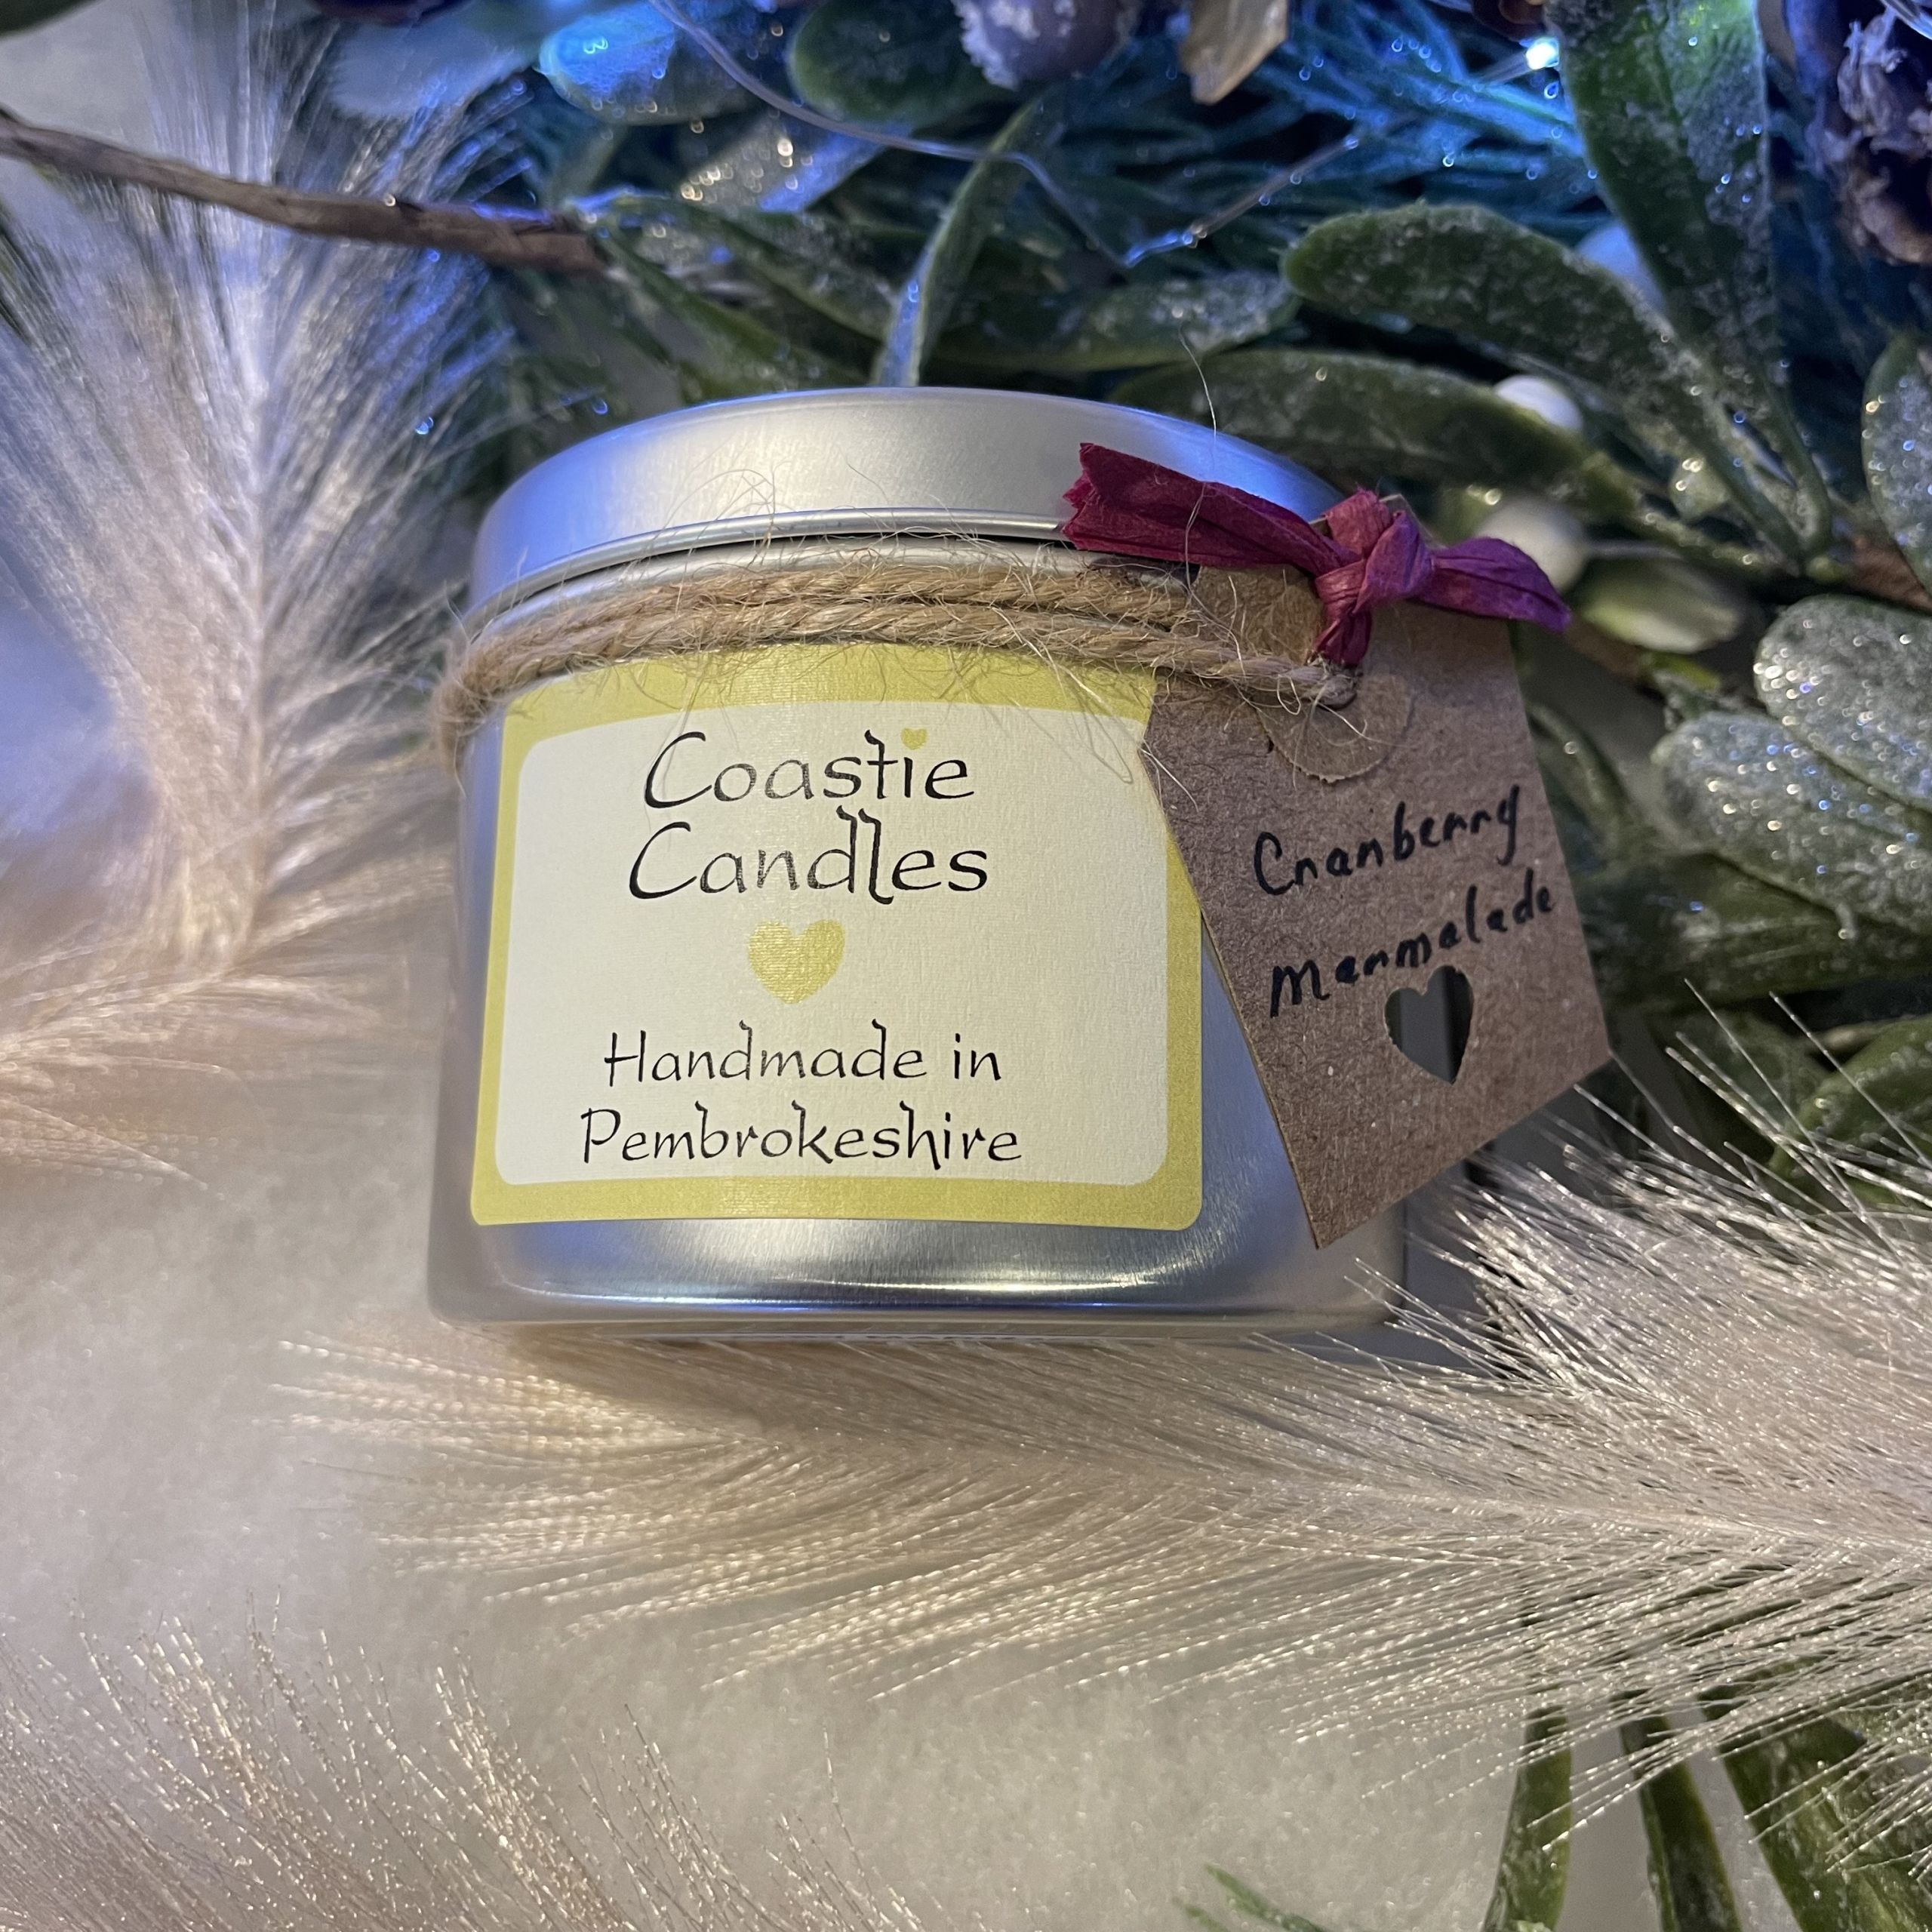 Coastie
Candles
Handmade in
Pembrokeshire
Cranberry
Marmalade